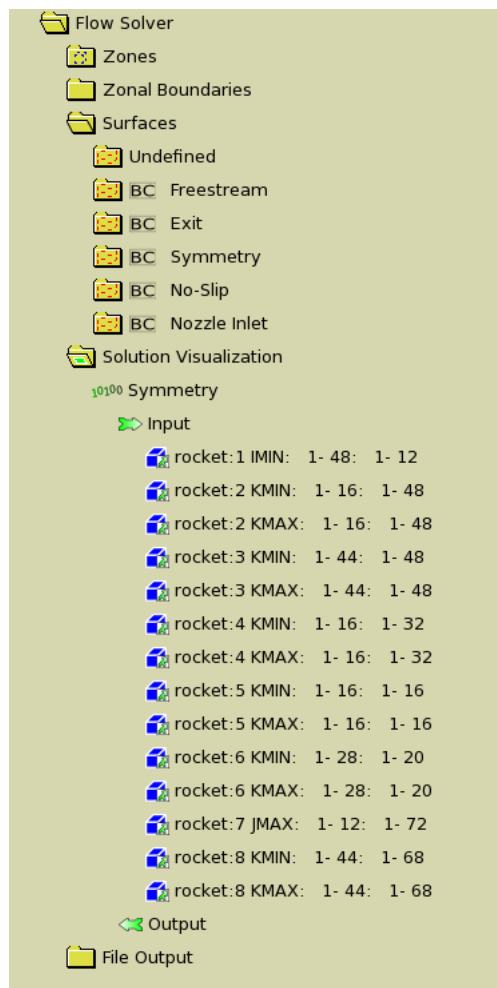 Flow Solver
Zones
Zonal Boundaries
Surfaces
Undefined
BC Freestream
BC Exit
BC Symmetry
BC No-Slip
BC Nozzle Inlet
Solution Visualization
10100 Symmetry
Input
rocket:1 IMIN: 1- 48: 1- 12
rocket:2 KMIN: 1- 16: 1- 48
rocket:2 KMAX: 1- 16: 1- 48
rocket:3 KMIN: 1- 44: 1- 48
rocket:3 KMAX: 1- 44: 1- 48
rocket:4 KMIN: 1- 16: 1- 32
rocket:4 KMAX: 1- 16: 1- 32
rocket:5 KMIN: 1- 16: 1- 16
rocket:5 KMAX: 1- 16: 1- 16
rocket:6 KMIN: 1- 28: 1- 20
rocket:6 KMAX: 1- 28: 1- 20
rocket:7 JMAX: 1- 12: 1- 72
rocket:8 KMIN: 1- 44: 1- 68
rocket:8 KMAX: 1- 44: 1- 68
Output
File Output